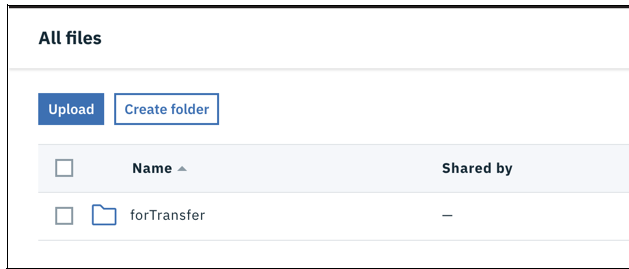 All files
Upload Create folder
Name Shared by
forTransfer —